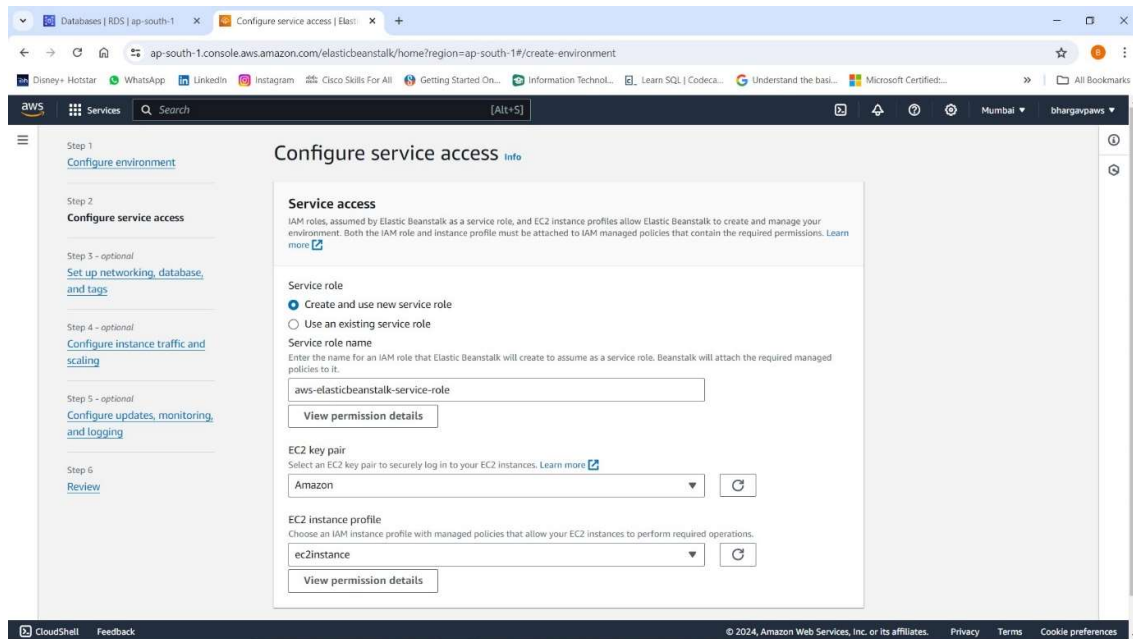 Databases | RDS | ap-south-1
Configure service access | Elast
ap-south-1.console.aws.amazon.com/elasticbeanstalk/home?region=ap-south-1#/create-environment
B
Disney+ Hotstar WhatsApp LinkedIn Instagram Cisco Skills For All Getting Started On... Information Technol... Learn SQL | Codeca... Understand the basi... Microsoft Certified:... » All Bookmarks
aws Services Search [Alt+S] Mumbai bhargavpaws
Step 1
Configure environment
Step 2
Configure service access
Step 3 - optional
Set up networking, database,
and tags
Step 4 - optional
Configure instance traffic and
scaling
Step 5 - optional
Configure updates, monitoring,
and logging
Step 6
Review
Configure service access Info
Service access
IAM roles, assumed by Elastic Beanstalk as a service role, and EC2 instance profiles allow Elastic Beanstalk to create and manage your
environment. Both the IAM role and instance profile must be attached to IAM managed policies that contain the required permissions. Learn
more
Service role
Create and use new service role
Use an existing service role
Service role name
Enter the name for an IAM role that Elastic Beanstalk will create to assume as a service role. Beanstalk will attach the required managed
policies to it.
aws-elasticbeanstalk-service-role
View permission details
EC2 key pair
Select an EC2 key pair to securely log in to your EC2 instances. Learn more
Amazon
EC2 instance profile
Choose an IAM instance profile with managed policies that allow your EC2 instances to perform required operations.
ec2instance
View permission details
CloudShell Feedback © 2024, Amazon Web Services, Inc. or its affiliates. Privacy Terms Cookie preferences